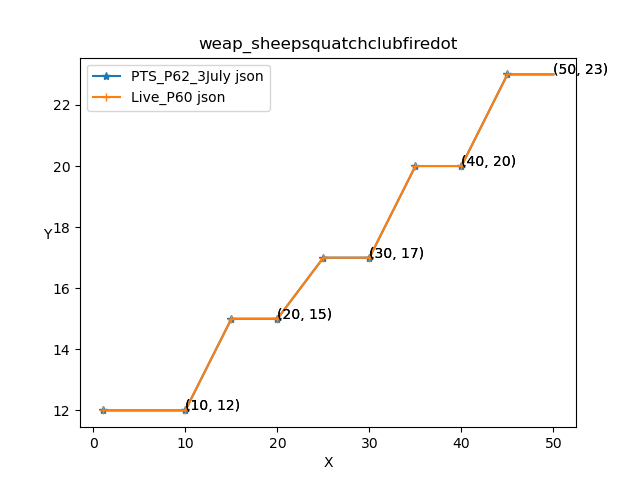 weap_sheepsquatchclubfiredot
PTS_P62_3July json
Live_P60 json
(50, 23)
22
(40, 20)
20
18
Y
(30, 17)
16
(20, 15)
14
(10, 12)
12
0 10 20 30 40 50
X